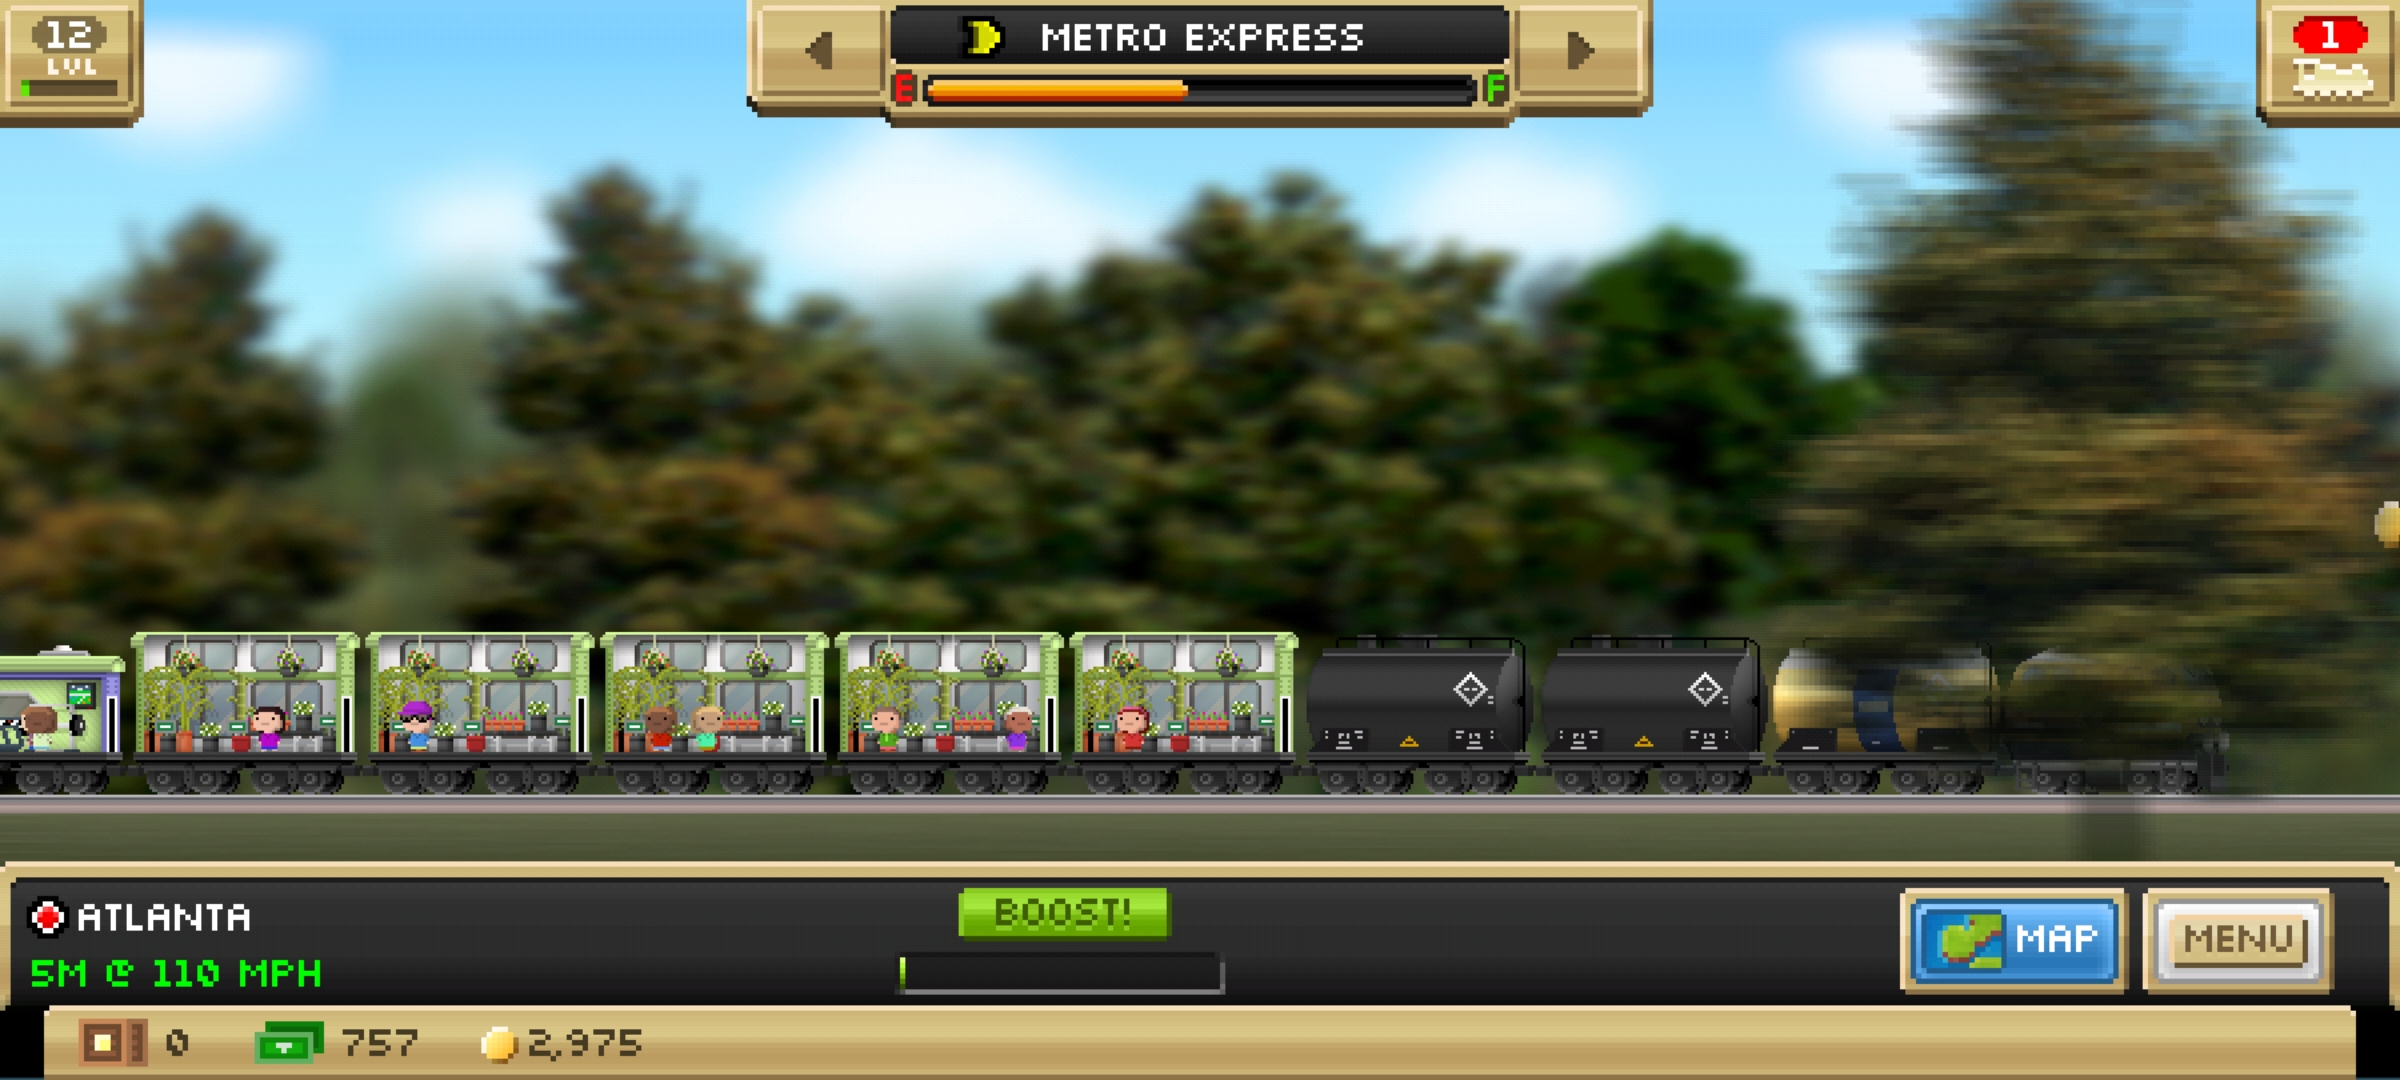 12
LVL
METRO EXPRESS
E F
1
ATLANTA
5M @ 110 MPH
BOOST!
MAP
MENU
0
757
2,975